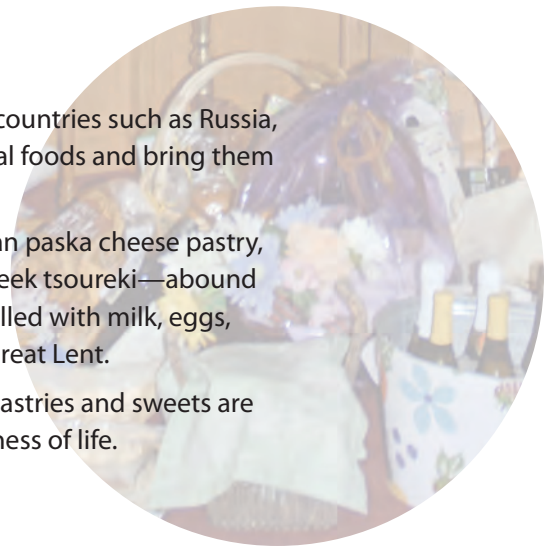 countries such as Russia,
al foods and bring them
an paska cheese pastry,
eek tsoureki—abound
lled with milk, eggs,
reat Lent.
astries and sweets are
ness of life.